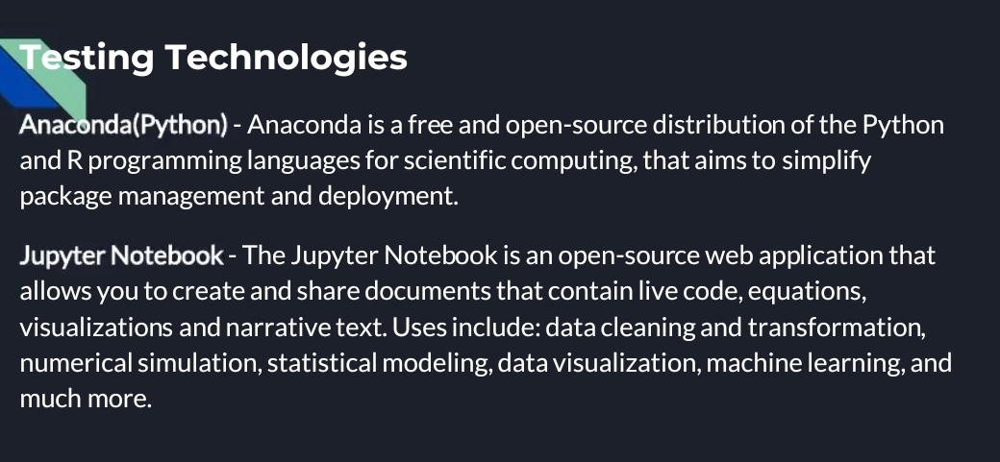 Testing Technologies
Anaconda(Python) - Anaconda is a free and open-source distribution of the Python
and R programming languages for scientific computing, that aims to simplify
package management and deployment.
Jupyter Notebook - The Jupyter Notebook is an open-source web application that
allows you to create and share documents that contain live code, equations,
visualizations and narrative text. Uses include: data cleaning and transformation,
numerical simulation, statistical modeling, data visualization, machine learning, and
much more.